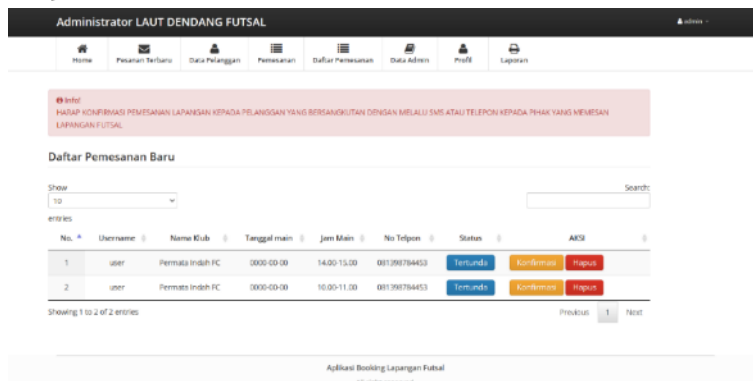 Administrator LAUT DENDANG FUTSAL
admin
Home Pesanan Terbaru Data Pelanggan Pemesanan Daftar Pemesanan Data Admin Profil Laporan
Info!
HARAP KONFIRMASI PEMESANAN LAPANGAN KEPADA PELANGGAN YANG BERSANGKUTAN DENGAN MELALU SMS ATAU TELEPON KEPADA PIHAK YANG MEMESAN
LAPANGAN FUTSAL
Daftar Pemesanan Baru
Show Search:
10
entries
No. Username Nama Klub Tanggal main Jam Main No Telpon Status AKSI
1 user Permata Indah FC 0000-00-00 14.00-15.00 081398784453 Tertunda Konfirmasi Hapus
2 user Permata Indah FC 0000-00-00 10.00-11.00 081398784453 Tertunda Konfirmasi Hapus
Showing 1 to 2 of 2 entries Previous 1 Next
Aplikasi Booking Lapangan Futsal